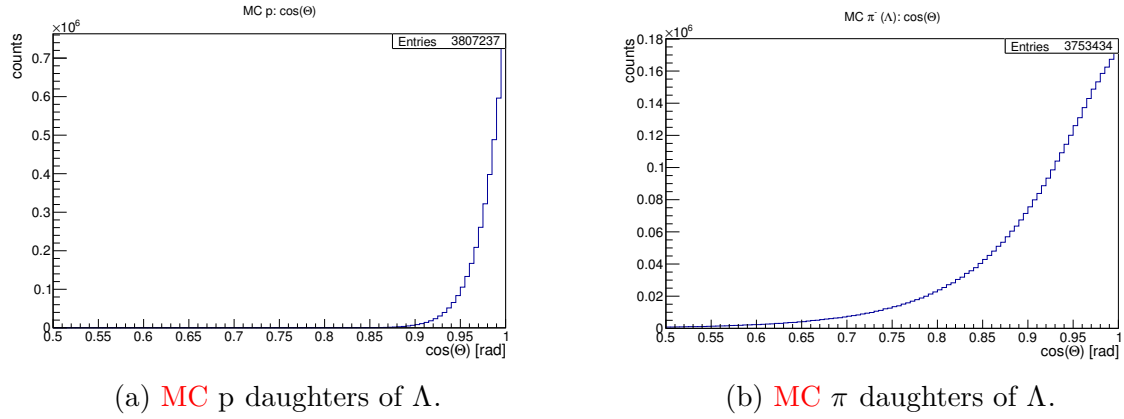 MC p: cos(Θ)
×10⁶
Entries 3807237
counts
0.7
0.6
0.5
0.4
0.3
0.2
0.1
0
0.5 0.55 0.6 0.65 0.7 0.75 0.8 0.85 0.9 0.95 1
cos(Θ) [rad]
(a) MC p daughters of Λ.
MC π⁻ (Λ): cos(Θ)
×10⁶
Entries 3753434
counts
0.18
0.16
0.14
0.12
0.1
0.08
0.06
0.04
0.02
0
0.5 0.55 0.6 0.65 0.7 0.75 0.8 0.85 0.9 0.95 1
cos(Θ) [rad]
(b) MC π daughters of Λ.